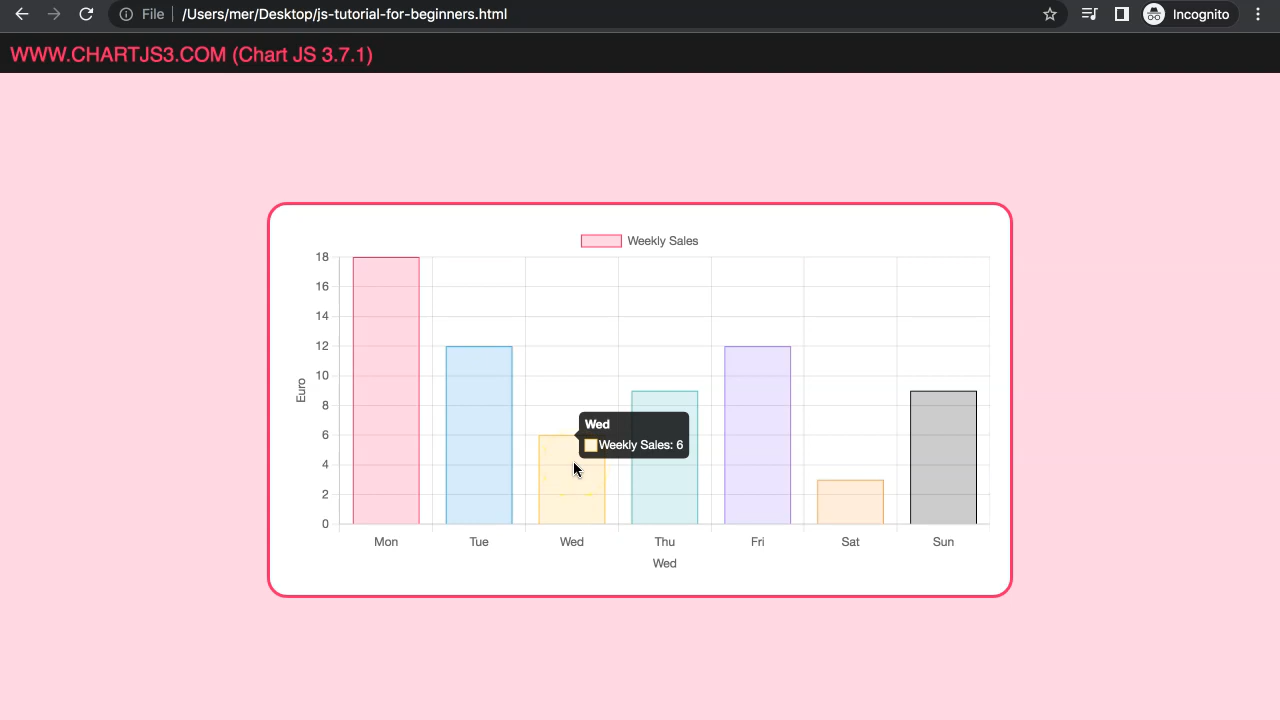 File /Users/mer/Desktop/js-tutorial-for-beginners.html Incognito
WWW.CHARTJS3.COM (Chart JS 3.7.1)
Weekly Sales
18
16
14
12
10
8
6
4
2
0
Euro
Wed
Weekly Sales: 6
Mon Tue Wed Thu Fri Sat Sun
Wed